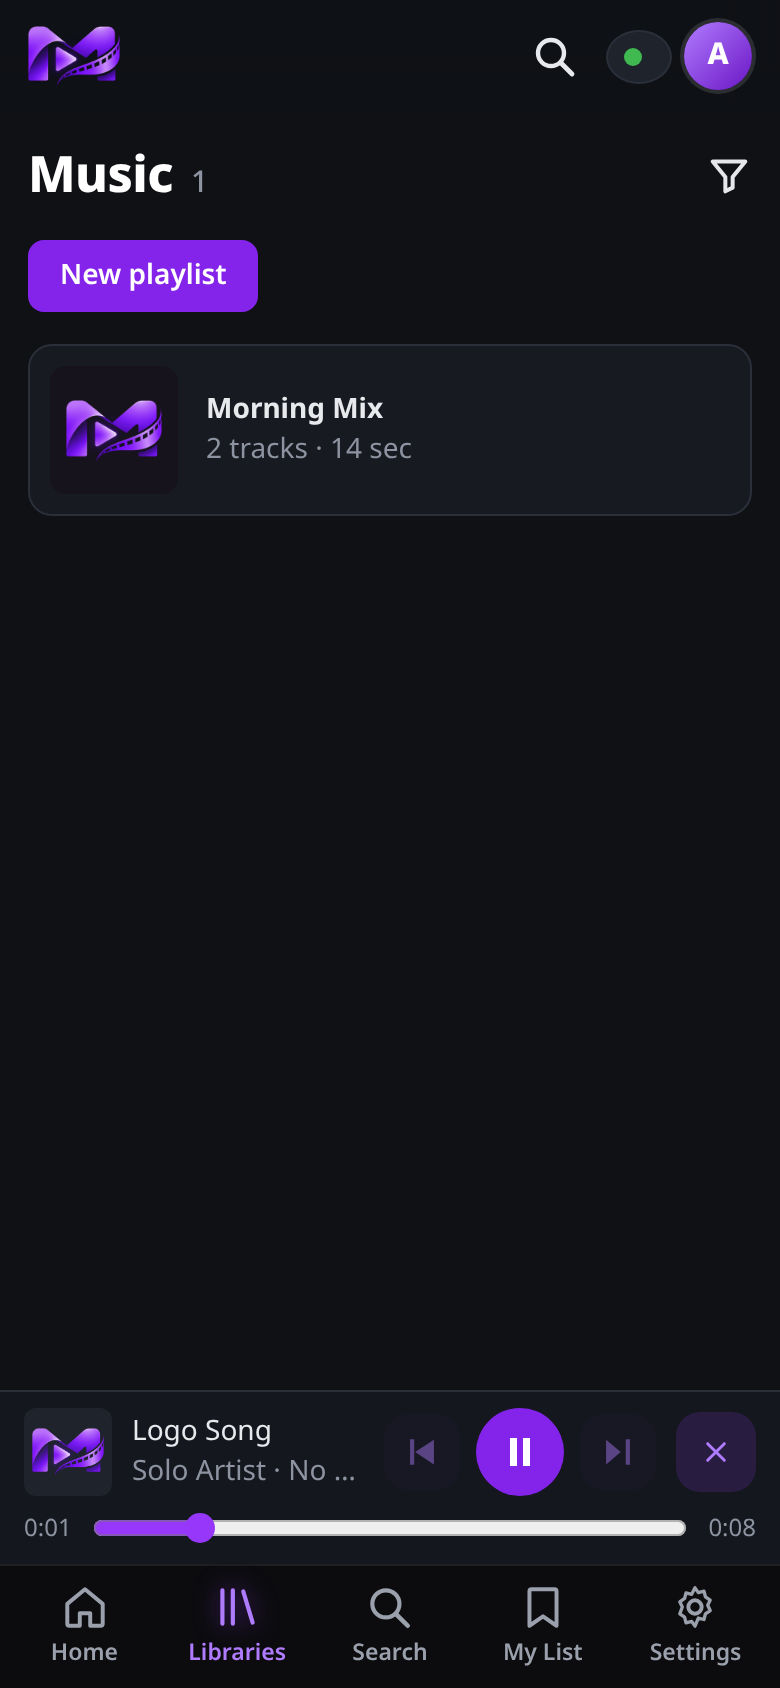 A
Music 1
New playlist
Morning Mix
2 tracks · 14 sec
Logo Song
Solo Artist · No ...
0:01
0:08
Home
Libraries
Search
My List
Settings